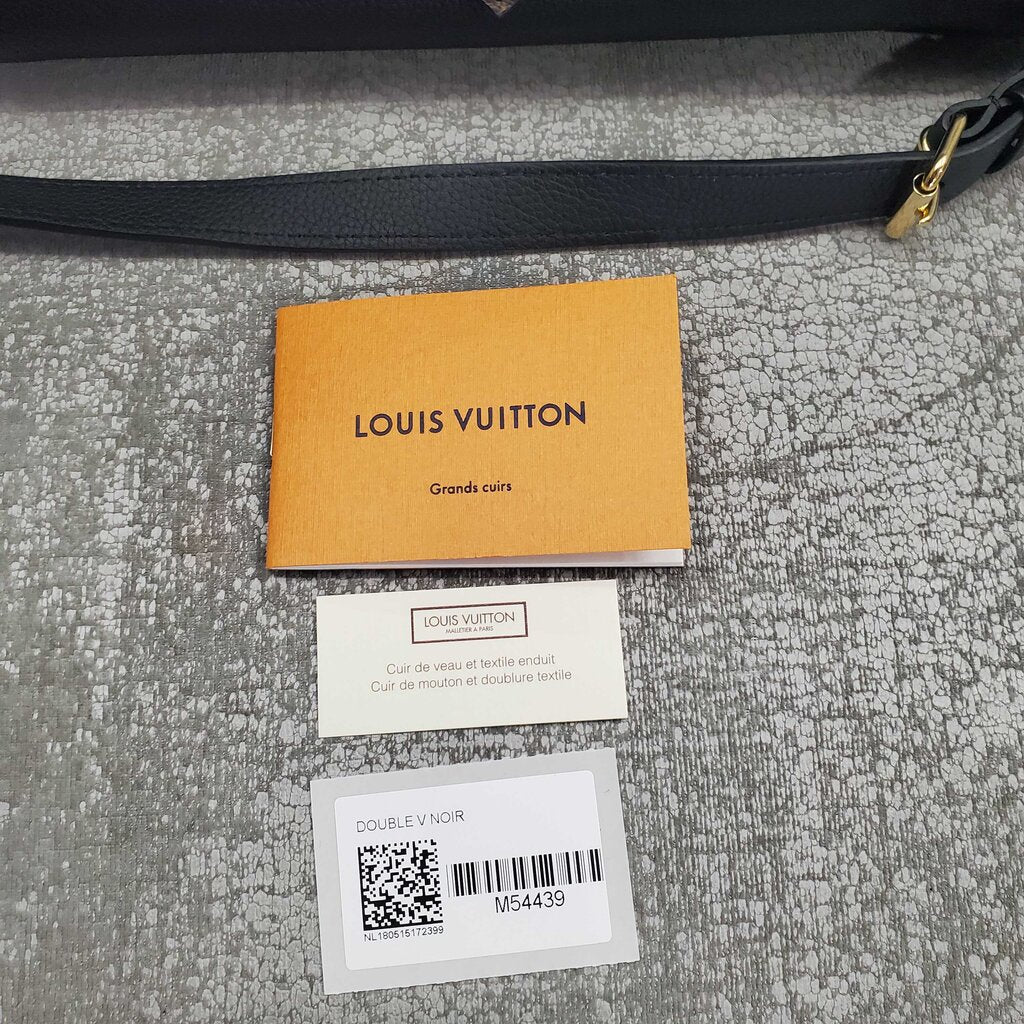 LOUIS VUITTON
Grands cuirs
LOUIS VUITTON
MALLETIER A PARIS
Cuir de veau et textile enduit
Cuir de mouton et doublure textile
DOUBLE V NOIR
M54439
NL180515172399